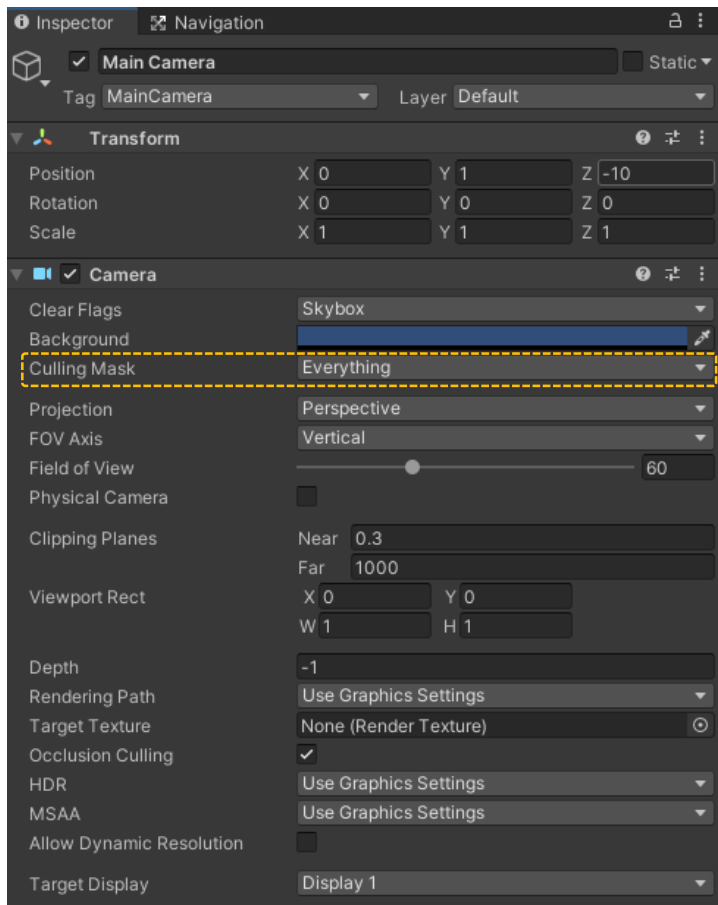 Inspector Navigation
Main Camera Static
Tag MainCamera Layer Default
Transform
Position X 0 Y 1 Z -10
Rotation X 0 Y 0 Z 0
Scale X 1 Y 1 Z 1
Camera
Clear Flags Skybox
Background
Culling Mask Everything
Projection Perspective
FOV Axis Vertical
Field of View 60
Physical Camera
Clipping Planes Near 0.3
Far 1000
Viewport Rect X 0 Y 0
W 1 H 1
Depth -1
Rendering Path Use Graphics Settings
Target Texture None (Render Texture)
Occlusion Culling
HDR Use Graphics Settings
MSAA Use Graphics Settings
Allow Dynamic Resolution
Target Display Display 1